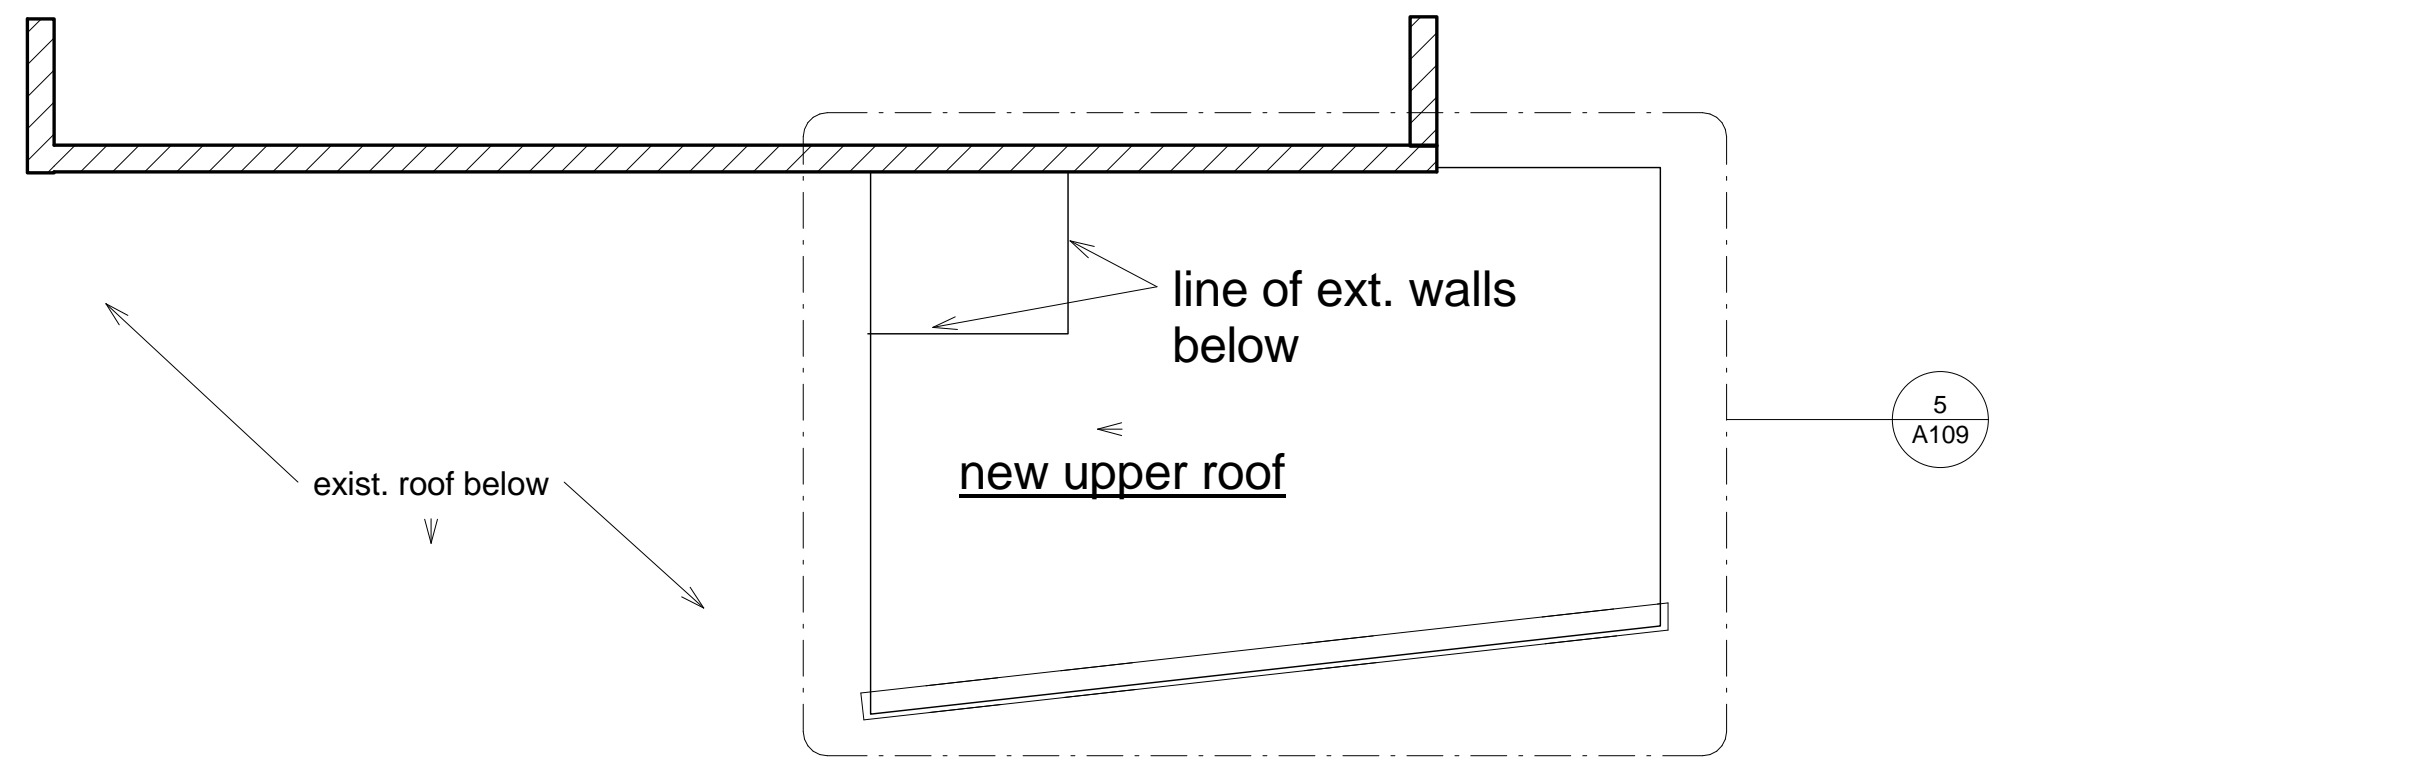 line of ext. walls
below
5
A109
new upper roof
exist. roof below